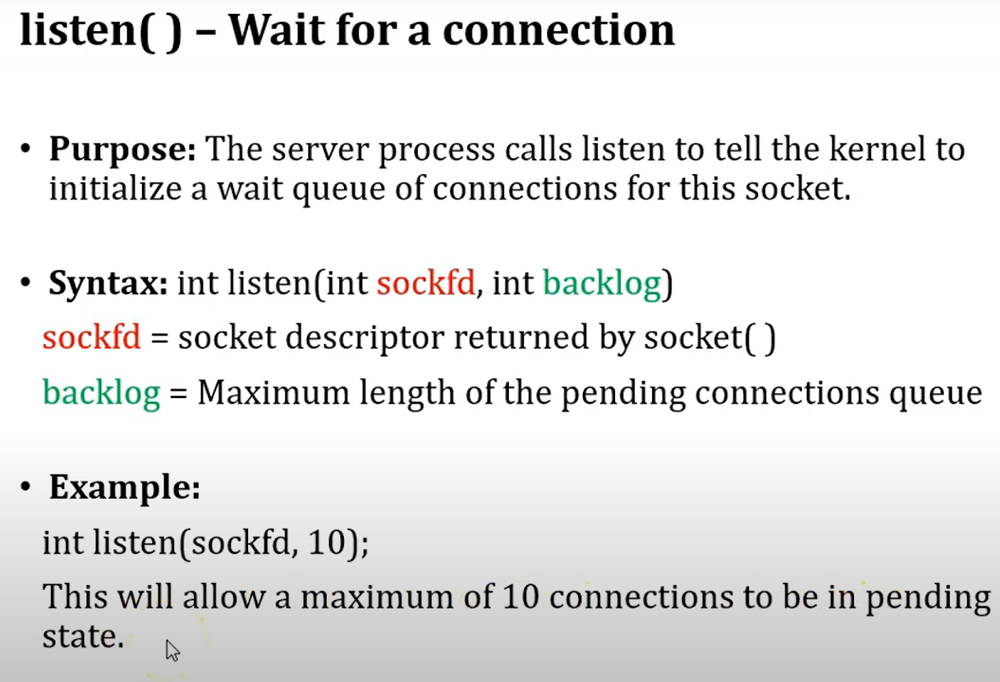 listen( ) – Wait for a connection
• Purpose: The server process calls listen to tell the kernel to
initialize a wait queue of connections for this socket.
• Syntax: int listen(int sockfd, int backlog)
sockfd = socket descriptor returned by socket( )
backlog = Maximum length of the pending connections queue
• Example:
int listen(sockfd, 10);
This will allow a maximum of 10 connections to be in pending
state.